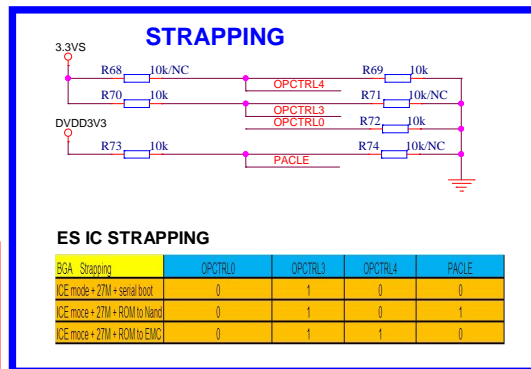 STRAPPING
3.3VS
R68 10k/NC R69 10k
OPCTRL4
R70 10k R71 10k/NC
OPCTRL3
OPCTRL0 R72 10k
DVDD3V3
R73 10k R74 10k/NC
PACLE
ES IC STRAPPING
BGA Strapping OPCTRL0 OPCTRL3 OPCTRL4 PACLE
ICE mode + 27M + serial boot 0 1 0 0
ICE moce + 27M + ROM to Nand 0 1 0 1
ICE moce + 27M + ROM to EMC 0 1 1 0